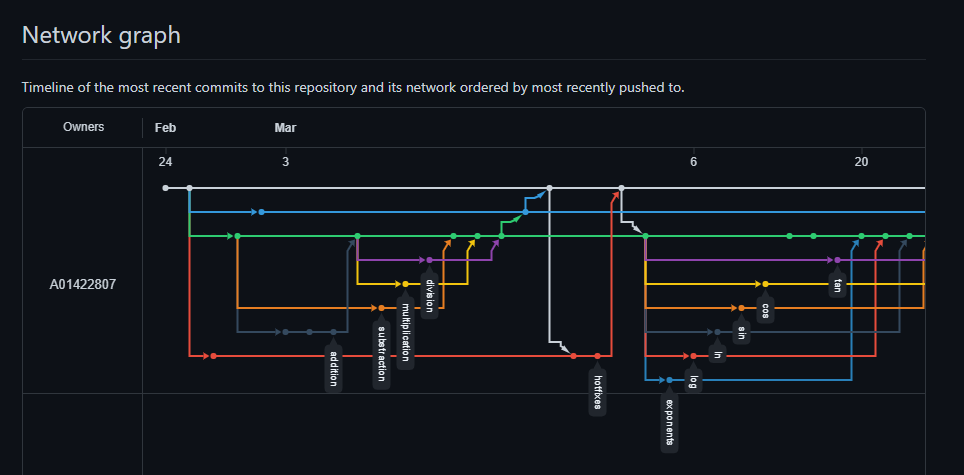 Network graph
Timeline of the most recent commits to this repository and its network ordered by most recently pushed to.
Owners
Feb
Mar
24
3
6
20
A01422807
addition
substraction
multiplication
division
hotfixes
exponents
log
ln
sin
cos
tan